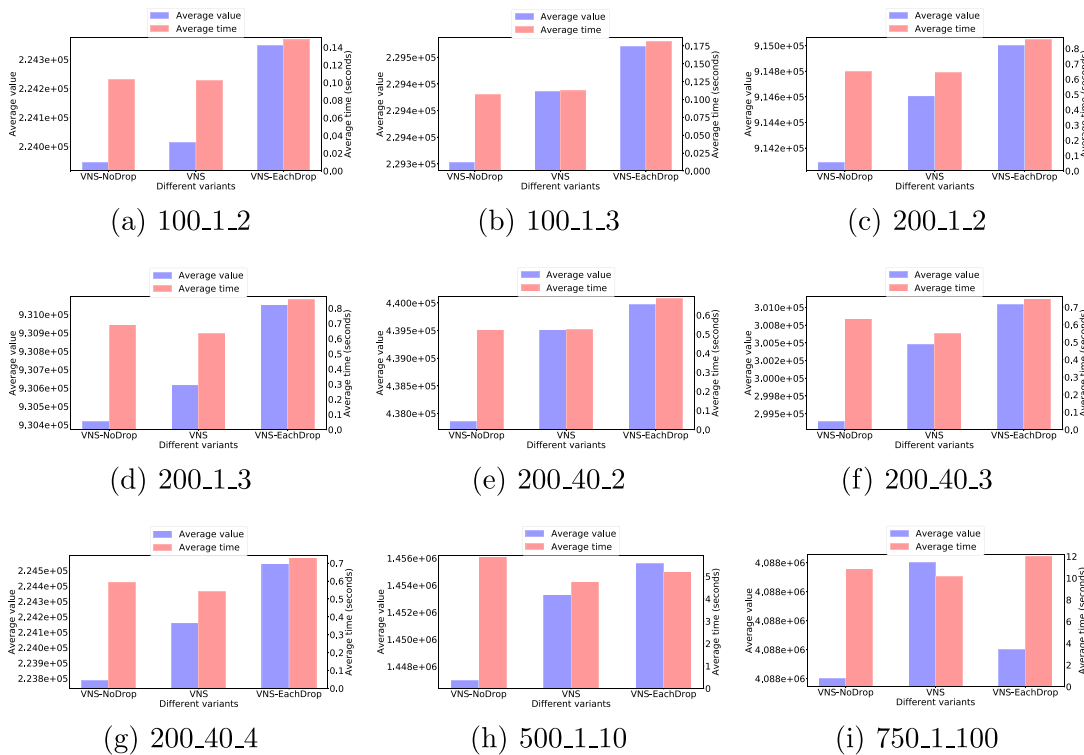 Average value
Average time
2.243e+05
2.242e+05
2.241e+05
2.240e+05
Average value
0.14
0.12
0.10
0.08
0.06
0.04
0.02
0.00
Average time (seconds)
VNS-NoDrop VNS VNS-EachDrop
Different variants
(a) 100_1_2
Average value
Average time
2.295e+05
2.294e+05
2.294e+05
2.294e+05
2.293e+05
Average value
0.175
0.150
0.125
0.100
0.075
0.050
0.025
0.000
Average time (seconds)
VNS-NoDrop VNS VNS-EachDrop
Different variants
(b) 100_1_3
Average value
Average time
9.150e+05
9.148e+05
9.146e+05
9.144e+05
9.142e+05
Average value
0.8
0.7
0.6
0.5
0.4
0.3
0.2
0.1
0.0
Average time (seconds)
VNS-NoDrop VNS VNS-EachDrop
Different variants
(c) 200_1_2
Average value
Average time
9.310e+05
9.309e+05
9.308e+05
9.307e+05
9.306e+05
9.305e+05
9.304e+05
Average value
0.8
0.7
0.6
0.5
0.4
0.3
0.2
0.1
0.0
Average time (seconds)
VNS-NoDrop VNS VNS-EachDrop
Different variants
(d) 200_1_3
Average value
Average time
4.400e+05
4.395e+05
4.390e+05
4.385e+05
4.380e+05
Average value
0.6
0.5
0.4
0.3
0.2
0.1
0.0
Average time (seconds)
VNS-NoDrop VNS VNS-EachDrop
Different variants
(e) 200_40_2
Average value
Average time
3.010e+05
3.008e+05
3.005e+05
3.002e+05
3.000e+05
2.998e+05
2.995e+05
Average value
0.7
0.6
0.5
0.4
0.3
0.2
0.1
0.0
Average time (seconds)
VNS-NoDrop VNS VNS-EachDrop
Different variants
(f) 200_40_3
Average value
Average time
2.245e+05
2.244e+05
2.243e+05
2.242e+05
2.241e+05
2.240e+05
2.239e+05
2.238e+05
Average value
0.7
0.6
0.5
0.4
0.3
0.2
0.1
0.0
Average time (seconds)
VNS-NoDrop VNS VNS-EachDrop
Different variants
(g) 200_40_4
Average value
Average time
1.456e+06
1.454e+06
1.452e+06
1.450e+06
1.448e+06
Average value
5
4
3
2
1
0
Average time (seconds)
VNS-NoDrop VNS VNS-EachDrop
Different variants
(h) 500_1_10
Average value
Average time
4.088e+06
4.088e+06
4.088e+06
4.088e+06
4.088e+06
Average value
12
10
8
6
4
2
0
Average time (seconds)
VNS-NoDrop VNS VNS-EachDrop
Different variants
(i) 750_1_100